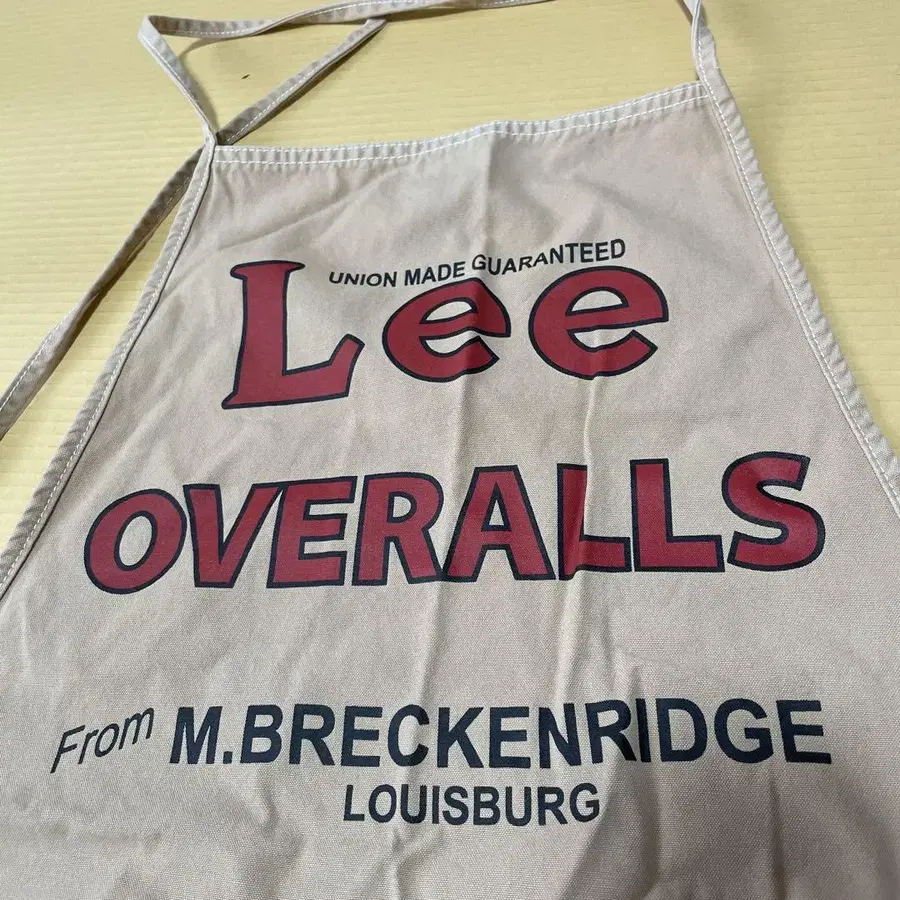 UNION MADE GUARANTEED
Lee
OVERALLS
From M.BRECKENRIDGE
LOUISBURG